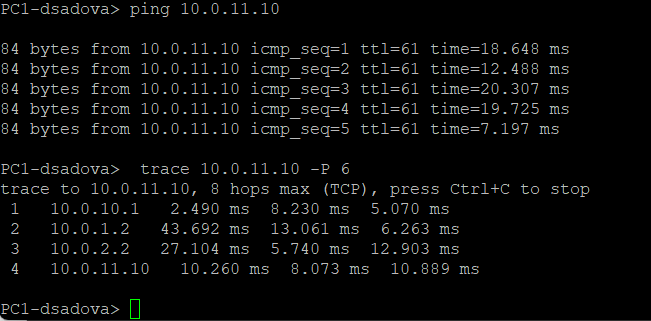 PC1-dsadova> ping 10.0.11.10
84 bytes from 10.0.11.10 icmp_seq=1 ttl=61 time=18.648 ms
84 bytes from 10.0.11.10 icmp_seq=2 ttl=61 time=12.488 ms
84 bytes from 10.0.11.10 icmp_seq=3 ttl=61 time=20.307 ms
84 bytes from 10.0.11.10 icmp_seq=4 ttl=61 time=19.725 ms
84 bytes from 10.0.11.10 icmp_seq=5 ttl=61 time=7.197 ms
PC1-dsadova>  trace 10.0.11.10 -P 6
trace to 10.0.11.10, 8 hops max (TCP), press Ctrl+C to stop
 1   10.0.10.1   2.490 ms  8.230 ms  5.070 ms
 2   10.0.1.2   43.692 ms  13.061 ms  6.263 ms
 3   10.0.2.2   27.104 ms  5.740 ms  12.903 ms
 4   10.0.11.10   10.260 ms  8.073 ms  10.889 ms
PC1-dsadova>